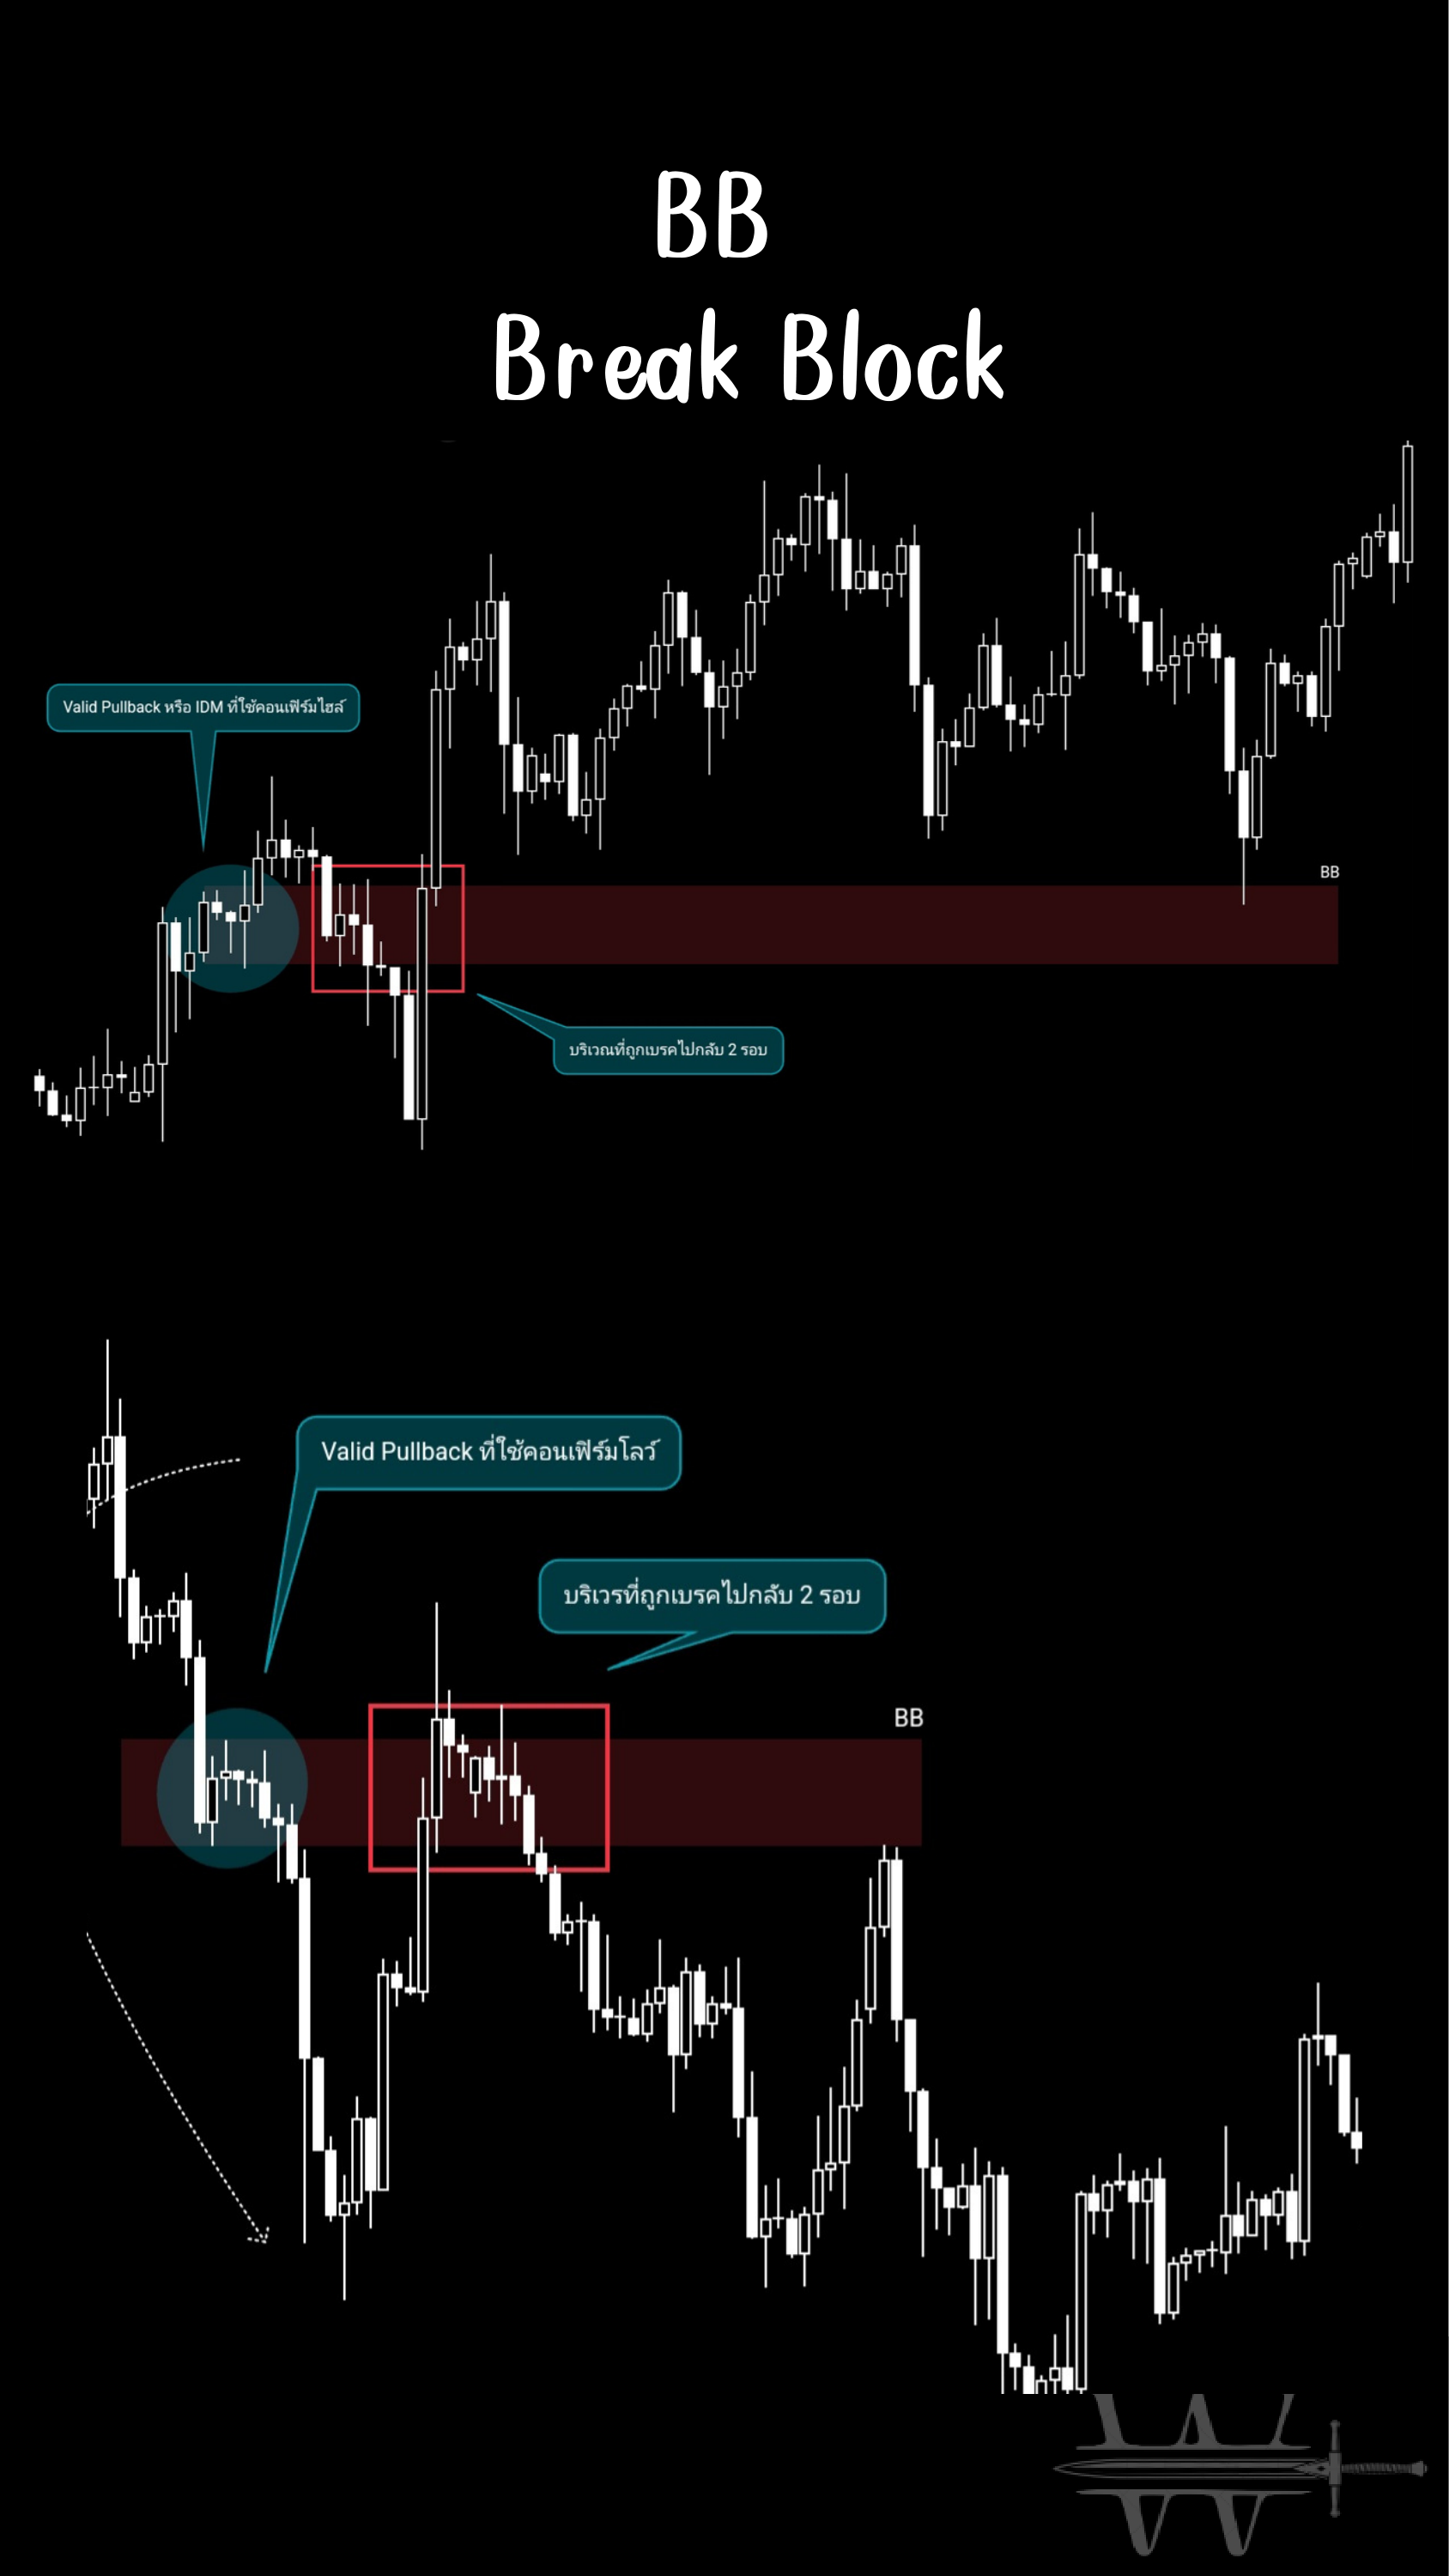 BB
Break Block
Valid Pullback หรือ IDM ที่ใช้คอนเฟิร์มไฮล์
BB
บริเวณที่ถูกเบรคไปกลับ 2 รอบ
Valid Pullback ที่ใช้คอนเฟิร์มโลว์
บริเวรที่ถูกเบรคไปกลับ 2 รอบ
BB
W